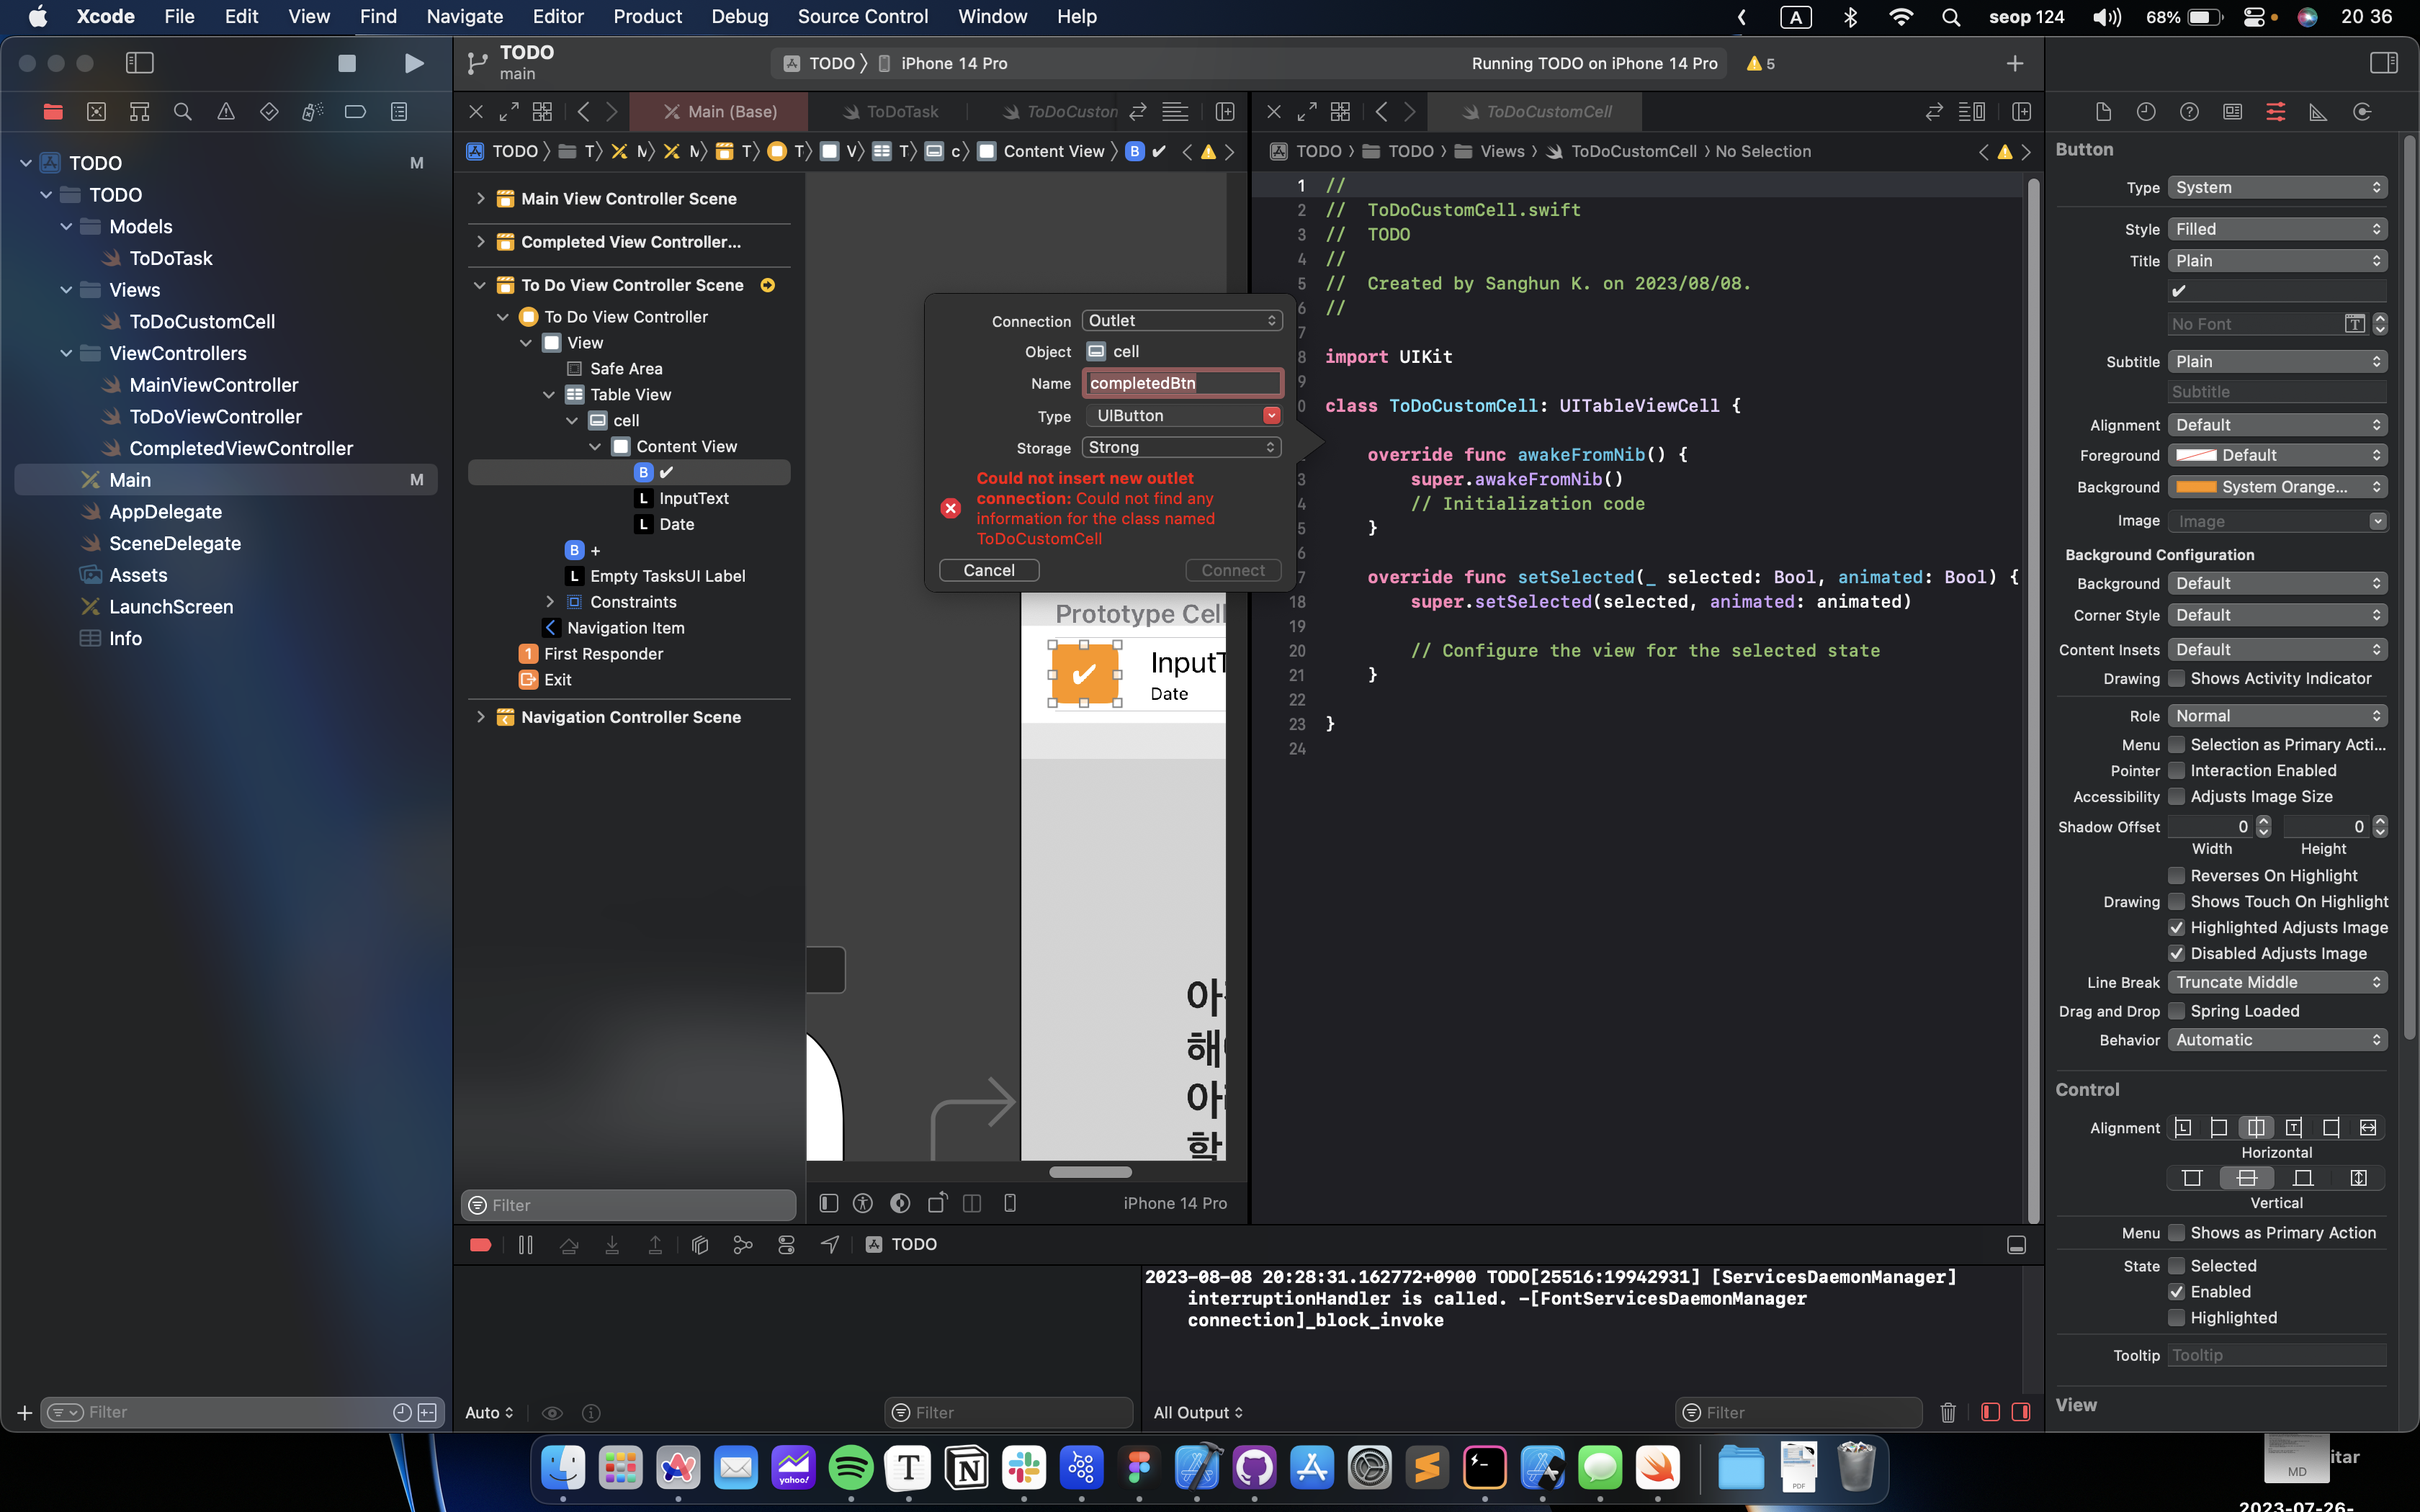 Xcode File Edit View Find Navigate Editor Product Debug Source Control Window Help
A seop 124 68% 20 36
TODO
main
TODO 〉 iPhone 14 Pro
Running TODO on iPhone 14 Pro
5
Main (Base)
ToDoTask
ToDoCustom
ToDoCustomCell
TODO
M
TODO
Models
ToDoTask
Views
ToDoCustomCell
ViewControllers
MainViewController
ToDoViewController
CompletedViewController
Main
M
AppDelegate
SceneDelegate
Assets
LaunchScreen
Info
Filter
TODO 〉 T〉 M〉 M〉 T〉 T〉 V〉 T〉 c〉 Content View 〉 B ✔
Main View Controller Scene
Completed View Controller...
To Do View Controller Scene
To Do View Controller
View
Safe Area
Table View
cell
Content View
B ✔
L InputText
L Date
B +
L Empty TasksUI Label
Constraints
Navigation Item
1 First Responder
Exit
Navigation Controller Scene
Filter
Connection Outlet
Object cell
Name completedBtn
Type UIButton
Storage Strong
Could not insert new outlet
connection: Could not find any
information for the class named
ToDoCustomCell
Cancel
Connect
Prototype Cell
✔
InputT
Date
해
학
iPhone 14 Pro
TODO 〉 TODO 〉 Views 〉 ToDoCustomCell 〉 No Selection
1 //
2 // ToDoCustomCell.swift
3 // TODO
4 //
5 // Created by Sanghun K. on 2023/08/08.
6 //
7
8 import UIKit
9
0 class ToDoCustomCell: UITableViewCell {
2 override func awakeFromNib() {
3 super.awakeFromNib()
4 // Initialization code
5 }
6
7 override func setSelected(_ selected: Bool, animated: Bool) {
18 super.setSelected(selected, animated: animated)
19
20 // Configure the view for the selected state
21 }
22
23 }
24
TODO
2023-08-08 20:28:31.162772+0900 TODO[25516:19942931] [ServicesDaemonManager]
interruptionHandler is called. -[FontServicesDaemonManager
connection]_block_invoke
Auto
Filter
All Output
Filter
Button
Type System
Style Filled
Title Plain
✔
No Font
Subtitle Plain
Subtitle
Alignment Default
Foreground Default
Background System Orange...
Image Image
Background Configuration
Background Default
Corner Style Default
Content Insets Default
Drawing Shows Activity Indicator
Role Normal
Menu Selection as Primary Acti...
Pointer Interaction Enabled
Accessibility Adjusts Image Size
Shadow Offset 0 0
Width Height
Reverses On Highlight
Drawing Shows Touch On Highlight
Highlighted Adjusts Image
Disabled Adjusts Image
Line Break Truncate Middle
Drag and Drop Spring Loaded
Behavior Automatic
Control
Alignment
Horizontal
Vertical
Menu Shows as Primary Action
State Selected
Enabled
Highlighted
Tooltip Tooltip
View
yahoo!
PDF
MD
itar
2023-07-26-